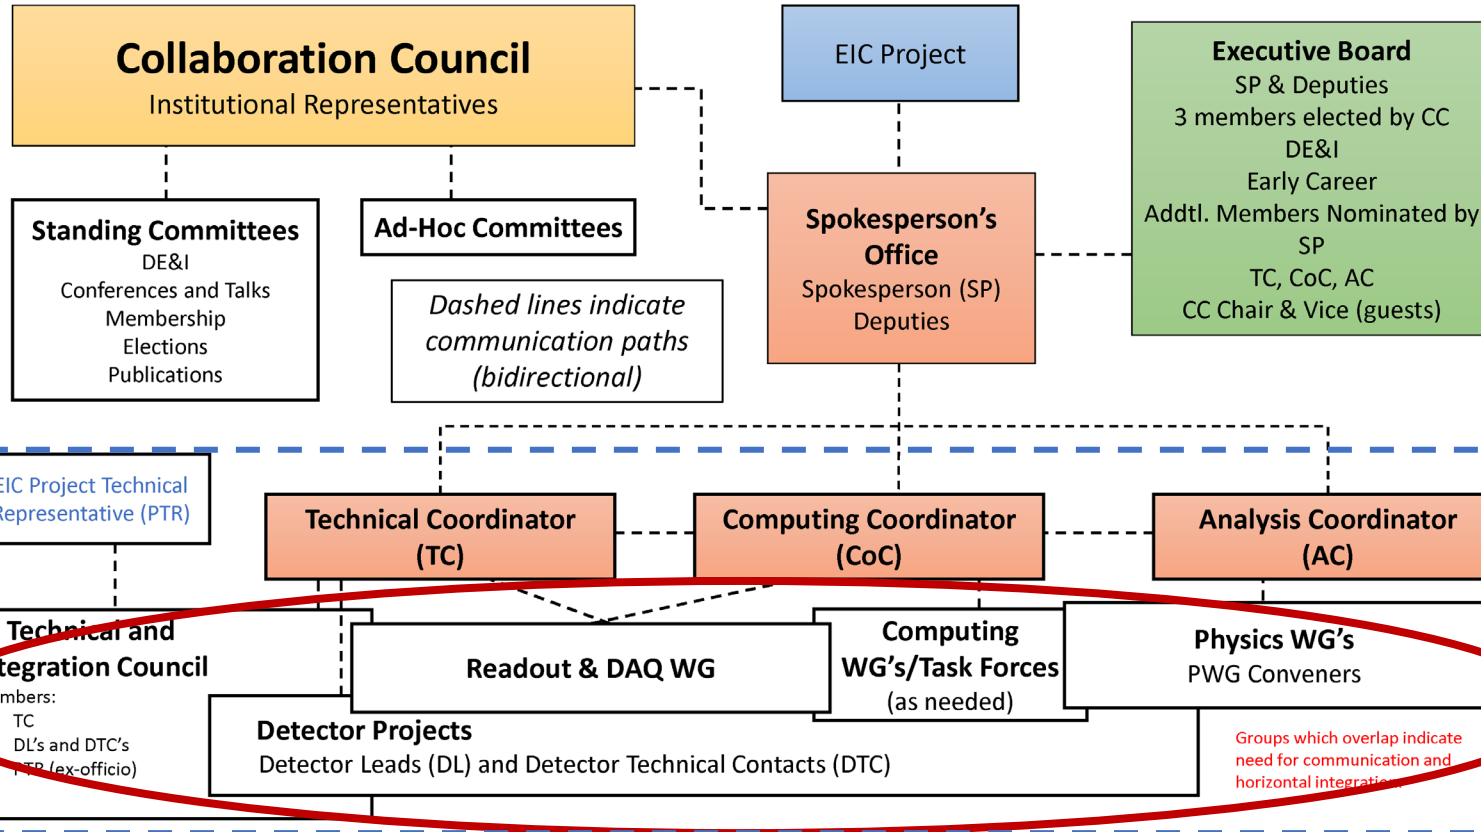 Collaboration Council
Institutional Representatives
EIC Project
Executive Board
SP & Deputies
3 members elected by CC
DE&I
Early Career
Addtl. Members Nominated by
SP
TC, CoC, AC
CC Chair & Vice (guests)
Standing Committees
DE&I
Conferences and Talks
Membership
Elections
Publications
Ad-Hoc Committees
Dashed lines indicate
communication paths
(bidirectional)
Spokesperson’s
Office
Spokesperson (SP)
Deputies
EIC Project Technical
Representative (PTR)
Technical Coordinator
(TC)
Computing Coordinator
(CoC)
Analysis Coordinator
(AC)
Technical and
tegration Council
mbers:
TC
DL’s and DTC’s
PTR (ex-officio)
Readout & DAQ WG
Computing
WG’s/Task Forces
(as needed)
Physics WG’s
PWG Conveners
Detector Projects
Detector Leads (DL) and Detector Technical Contacts (DTC)
Groups which overlap indicate
need for communication and
horizontal integration